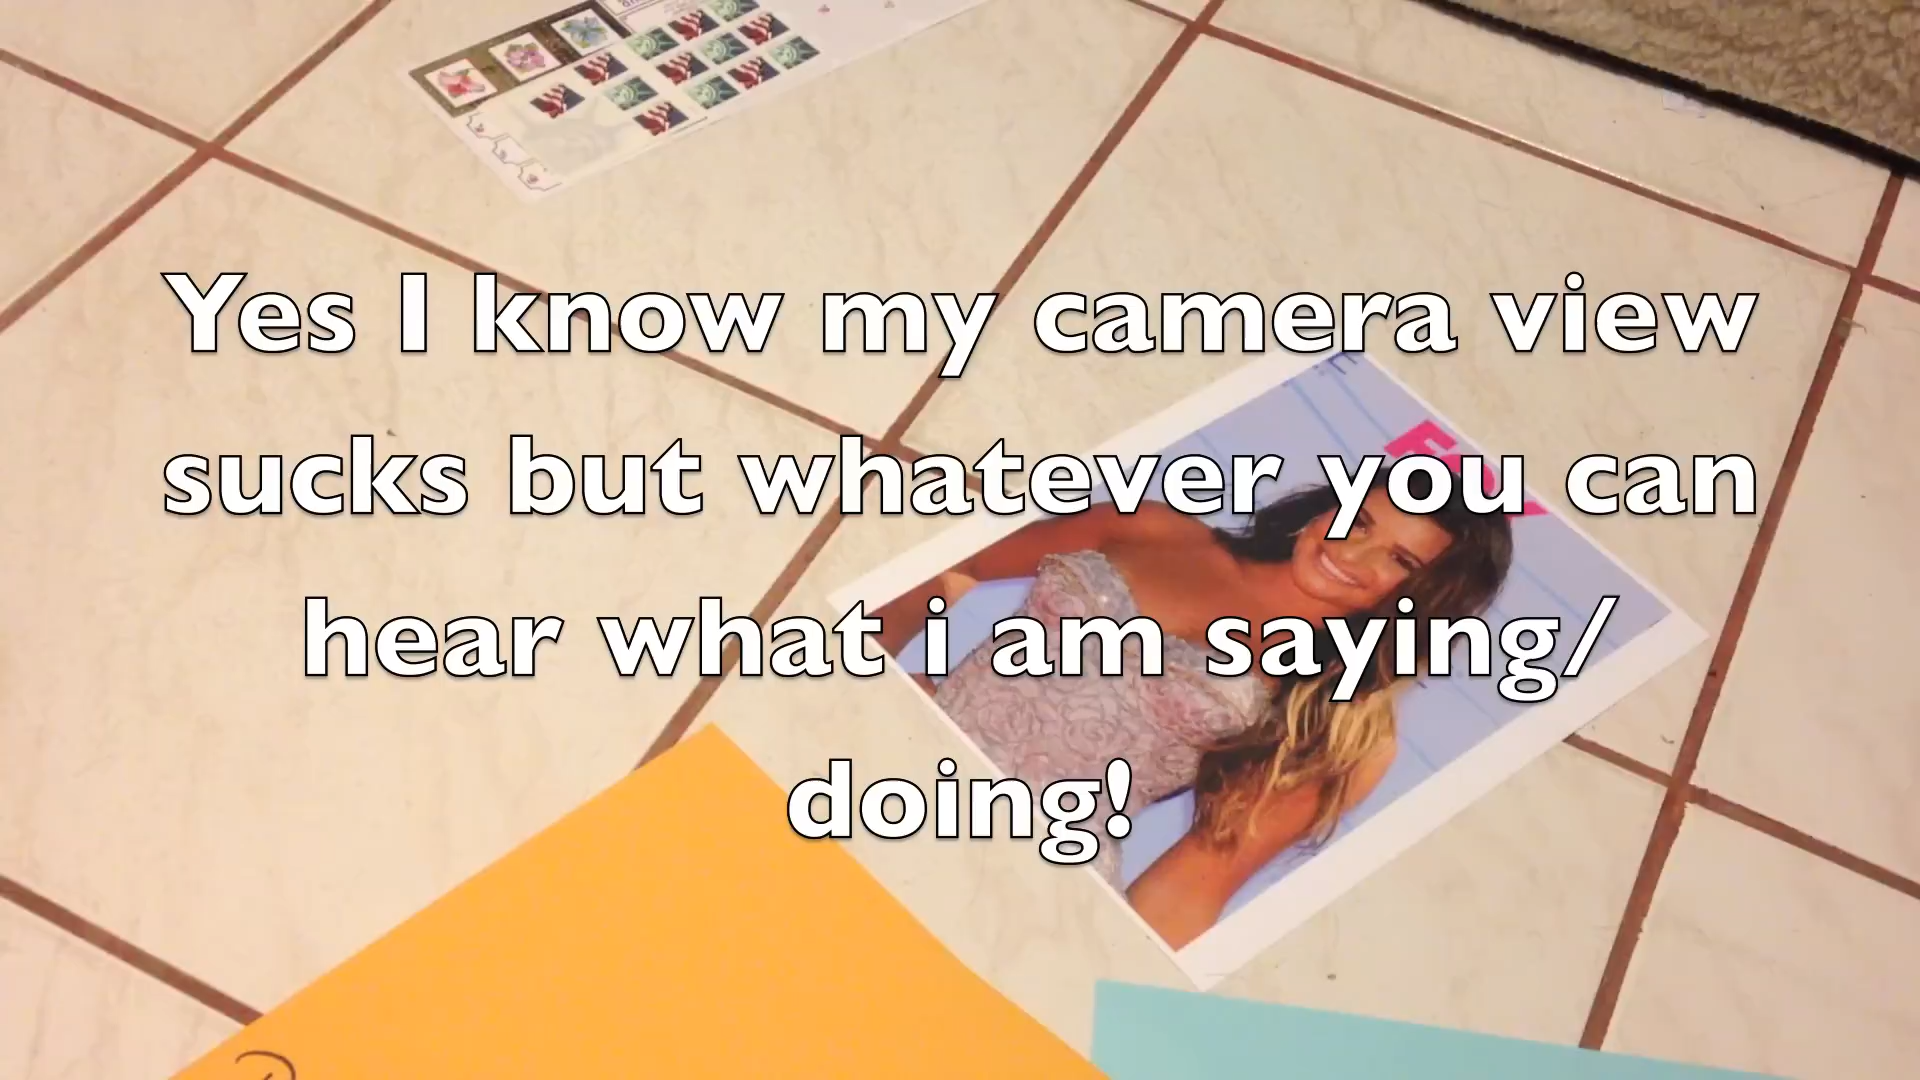 Yes I know my camera view
sucks but whatever you can
hear what i am saying/
doing!